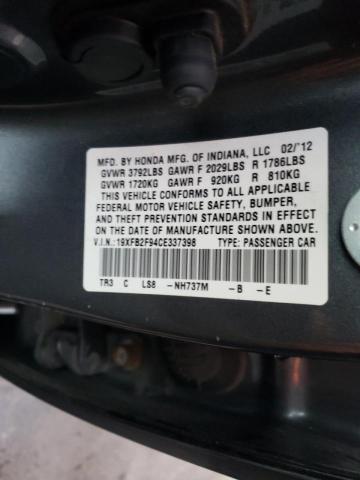 MFD. BY HONDA MFG. OF INDIANA, LLC 02/'12
GVWR 3792LBS GAWR F 2029LBS R 1786LBS
GVWR 1720KG GAWR F 920KG R 810KG
THIS VEHICLE CONFORMS TO ALL APPLICABLE
FEDERAL MOTOR VEHICLE SAFETY, BUMPER,
AND THEFT PREVENTION STANDARDS IN EFFECT
ON THE DATE OF MANUFACTURE SHOWN ABOVE.
V.I.N.: 19XFB2F94CE337398 TYPE: PASSENGER CAR
TR3 C LS8 -NH737M -B -E